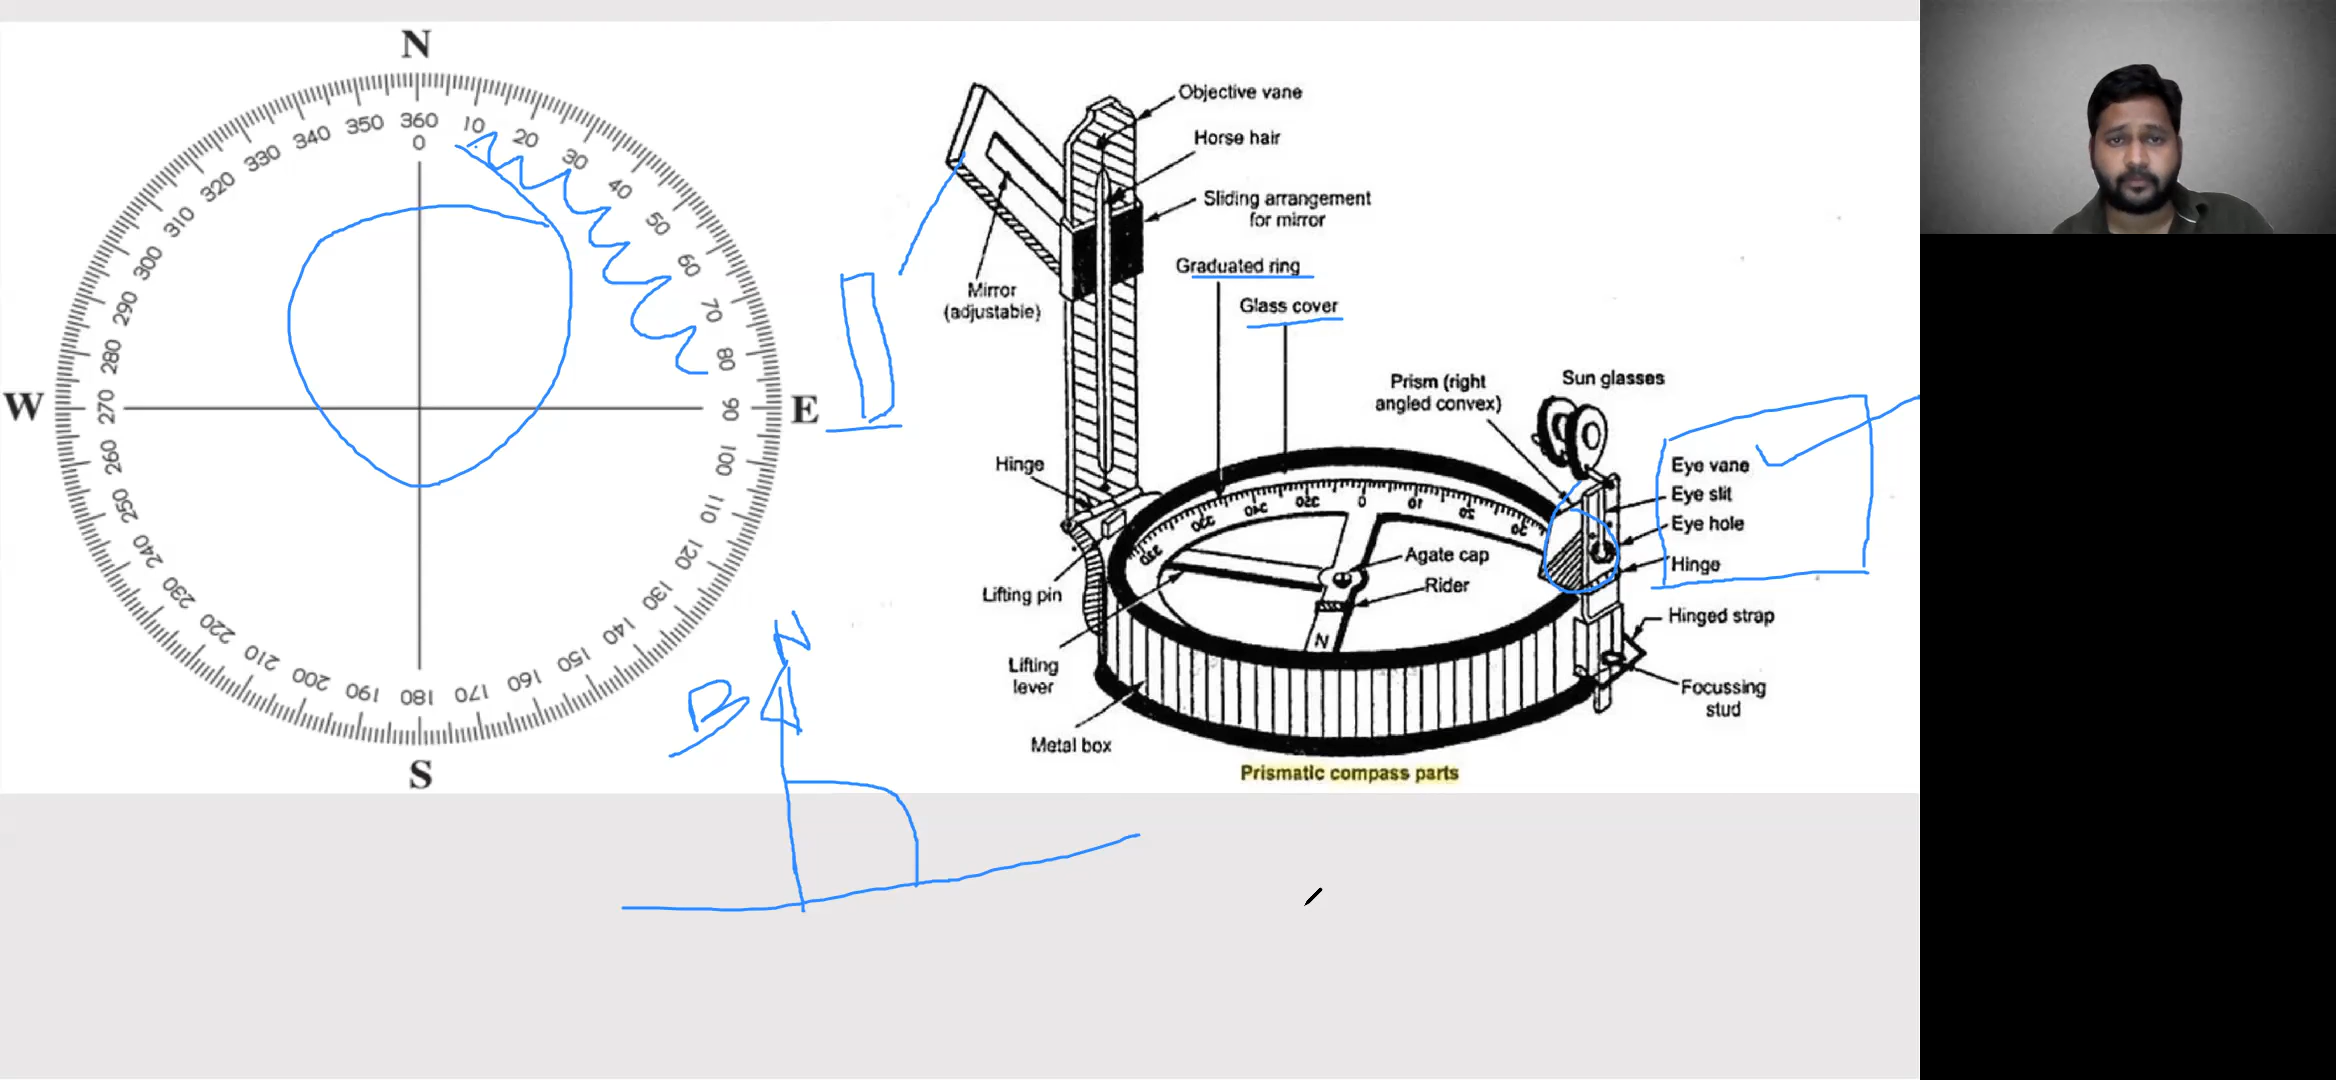 N
360
0
10
20
30
40
50
60
70
80
90
100
110
120
130
140
150
160
170
180
190
200
210
220
230
240
250
260
270
280
290
300
310
320
330
340
350
W
E
S
Objective vane
Horse hair
Sliding arrangement
for mirror
Graduated ring
Glass cover
Mirror
(adjustable)
Prism (right
angled convex)
Sun glasses
Hinge
Eye vane
Eye slit
Eye hole
Hinge
Agate cap
Rider
N
Lifting pin
Hinged strap
Lifting
lever
Focussing
stud
Metal box
Prismatic compass parts
N
B